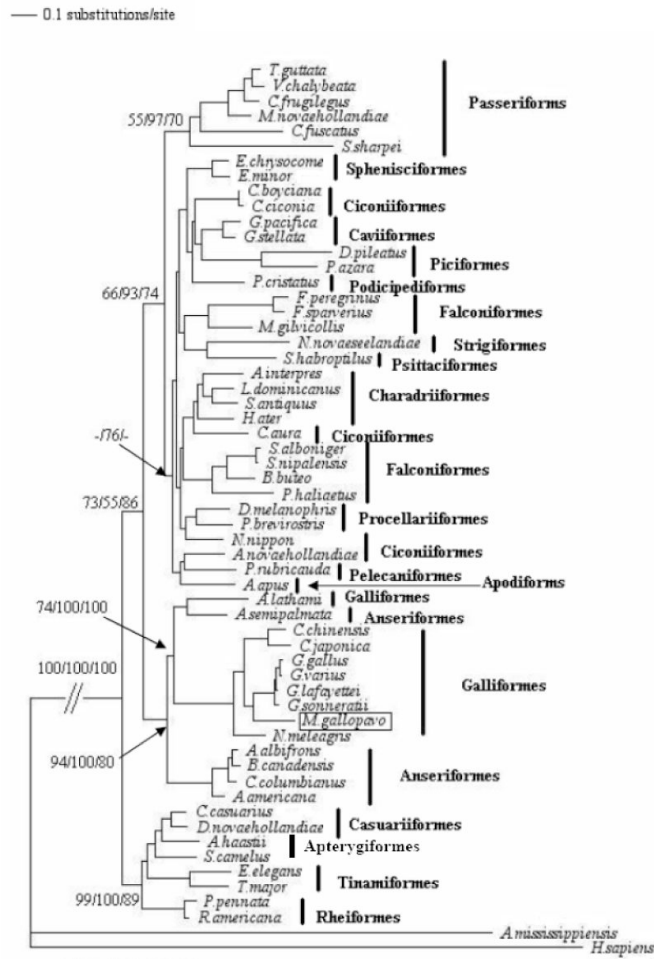 0.1 substitutions/site
T.guttata
V.chalybeata
C.frugilegus
Passeriforms
M.novaehollandiae
55/97/70
C.fuscatus
S.sharpei
E.chrysocome
Sphenisciformes
E.minor
C.boyciana
Ciconiiformes
C.ciconia
G.pacifica
Caviiformes
G.stellata
D.pileatus
Piciformes
P.azara
P.cristatus
Podicipediforms
66/93/74
F.peregrinus
F.sparverius
Falconiformes
M.gilvicollis
N.novaeseelandiae
Strigiformes
S.habroptilus
Psittaciformes
A.interpres
L.dominicanus
Charadriiformes
S.antiquus
H.ater
-/76/-
C.aura
Ciconiiformes
S.alboniger
S.nipalensis
Falconiformes
B.buteo
P.haliaetus
73/55/86
D.melanophris
Procellariiformes
P.brevirostris
N.nippon
Ciconiiformes
A.novaehollandiae
P.rubricauda
Pelecaniformes
A.apus
Apodiforms
A.lathami
Galliformes
74/100/100
A.semipalmata
Anseriformes
C.chinensis
C.japonica
G.gallus
100/100/100
G.varius
Galliformes
G.lafayettei
G.sonneratii
M.gallopavo
N.meleagris
A.albifrons
94/100/80
B.canadensis
Anseriformes
C.columbianus
A.americana
C.casuarius
Casuariiformes
D.novaehollandiae
A.haastii
Apterygiformes
S.camelus
E.elegans
Tinamiformes
T.major
99/100/89
P.pennata
Rheiformes
R.americana
A.mississippiensis
H.sapiens